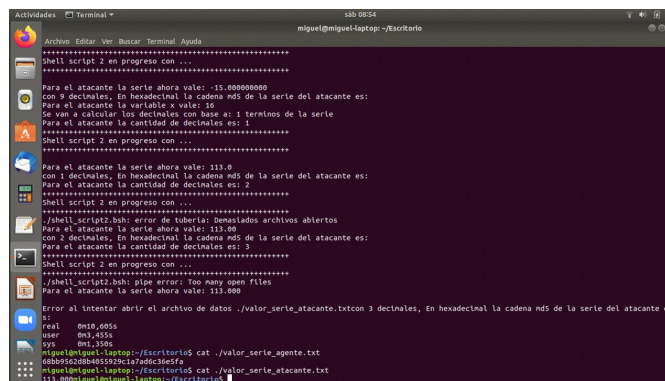 Actividades Terminal sáb 08:54
miguel@miguel-laptop: ~/Escritorio
Archivo Editar Ver Buscar Terminal Ayuda
++++++++++++++++++++++++++++++++++++++++++++++++++++++
Shell script 2 en progreso con ...
++++++++++++++++++++++++++++++++++++++++++++++++++++++
Para el atacante la serie ahora vale: -15.000000000
con 9 decimales, En hexadecimal la cadena md5 de la serie del atacante es:
Para el atacante la variable x vale: 16
Se van a calcular los decimales con base a: 1 terminos de la serie
Para el atacante la cantidad de decimales es: 1
++++++++++++++++++++++++++++++++++++++++++++++++++++++
Shell script 2 en progreso con ...
++++++++++++++++++++++++++++++++++++++++++++++++++++++
Para el atacante la serie ahora vale: 113.0
con 1 decimales, En hexadecimal la cadena md5 de la serie del atacante es:
Para el atacante la cantidad de decimales es: 2
++++++++++++++++++++++++++++++++++++++++++++++++++++++
Shell script 2 en progreso con ...
++++++++++++++++++++++++++++++++++++++++++++++++++++++
./shell_script2.bsh: error de tubería: Demasiados archivos abiertos
Para el atacante la serie ahora vale: 113.00
con 2 decimales, En hexadecimal la cadena md5 de la serie del atacante es:
Para el atacante la cantidad de decimales es: 3
++++++++++++++++++++++++++++++++++++++++++++++++++++++
Shell script 2 en progreso con ...
++++++++++++++++++++++++++++++++++++++++++++++++++++++
./shell_script2.bsh: pipe error: Too many open files
Para el atacante la serie ahora vale: 113.000
Error al intentar abrir el archivo de datos ./valor_serie_atacante.txtcon 3 decimales, En hexadecimal la cadena md5 de la serie del atacante e
s:
real 0m10,605s
user 0m3,455s
sys 0m1,350s
miguel@miguel-laptop:~/Escritorio$ cat ./valor_serie_agente.txt
68bb9562d8b4055929c1a7ad6c36e5fa
miguel@miguel-laptop:~/Escritorio$ cat ./valor_serie_atacante.txt
113.000miguel@miguel-laptop:~/Escritorio$